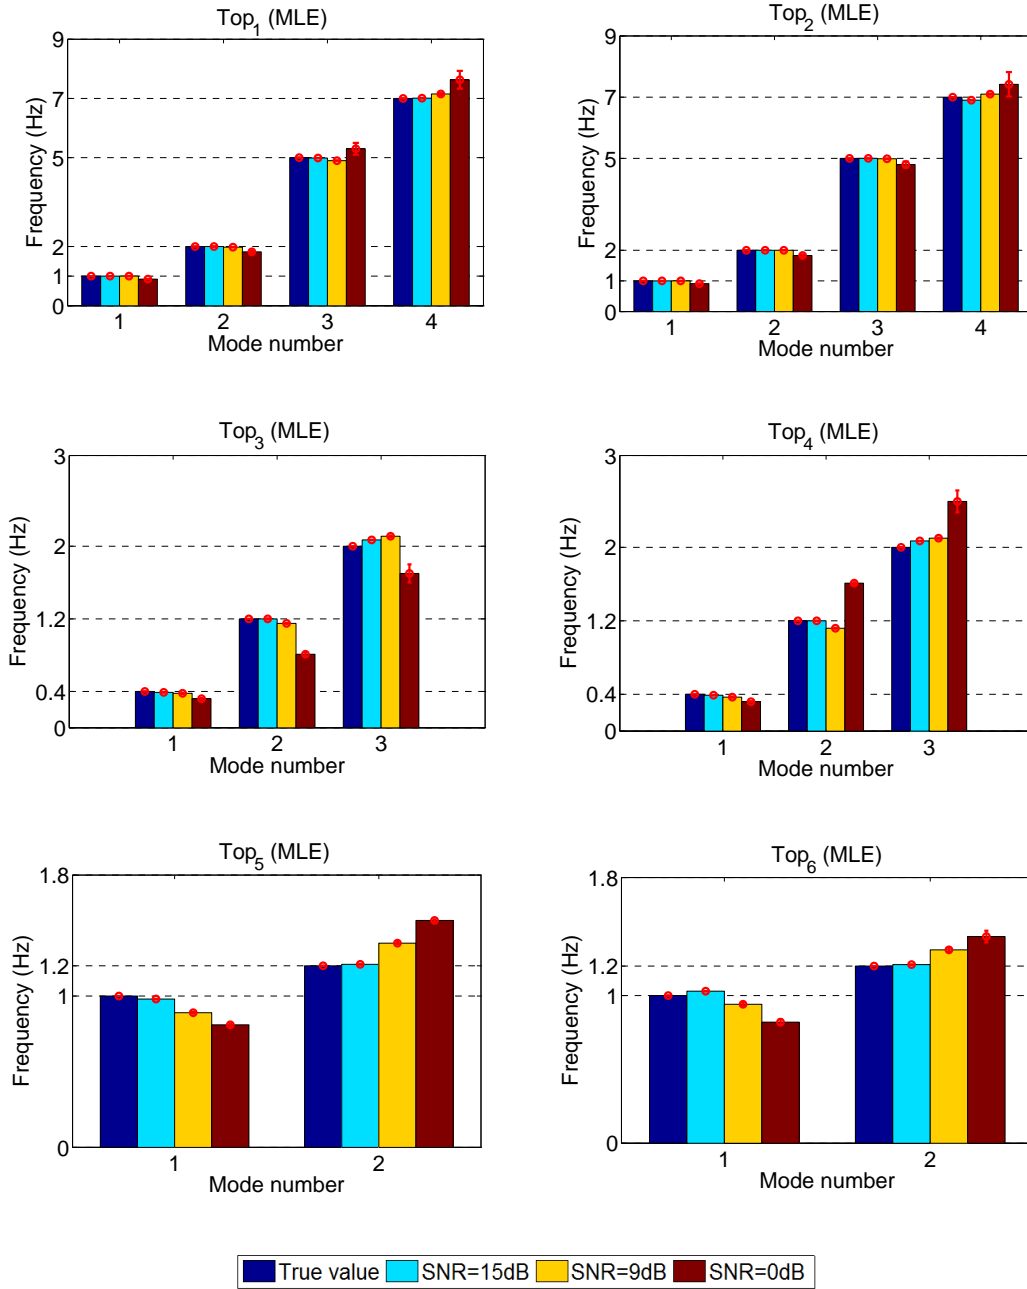 Top1 (MLE)
Frequency (Hz)
9
7
5
2
1
0
1 2 3 4
Mode number
Top2 (MLE)
Frequency (Hz)
9
7
5
2
1
0
1 2 3 4
Mode number
Top3 (MLE)
Frequency (Hz)
3
2
1.2
0.4
0
1 2 3
Mode number
Top4 (MLE)
Frequency (Hz)
3
2
1.2
0.4
0
1 2 3
Mode number
Top5 (MLE)
Frequency (Hz)
1.8
1.2
1
0
1 2
Mode number
Top6 (MLE)
Frequency (Hz)
1.8
1.2
1
0
1 2
Mode number
True value SNR=15dB SNR=9dB SNR=0dB